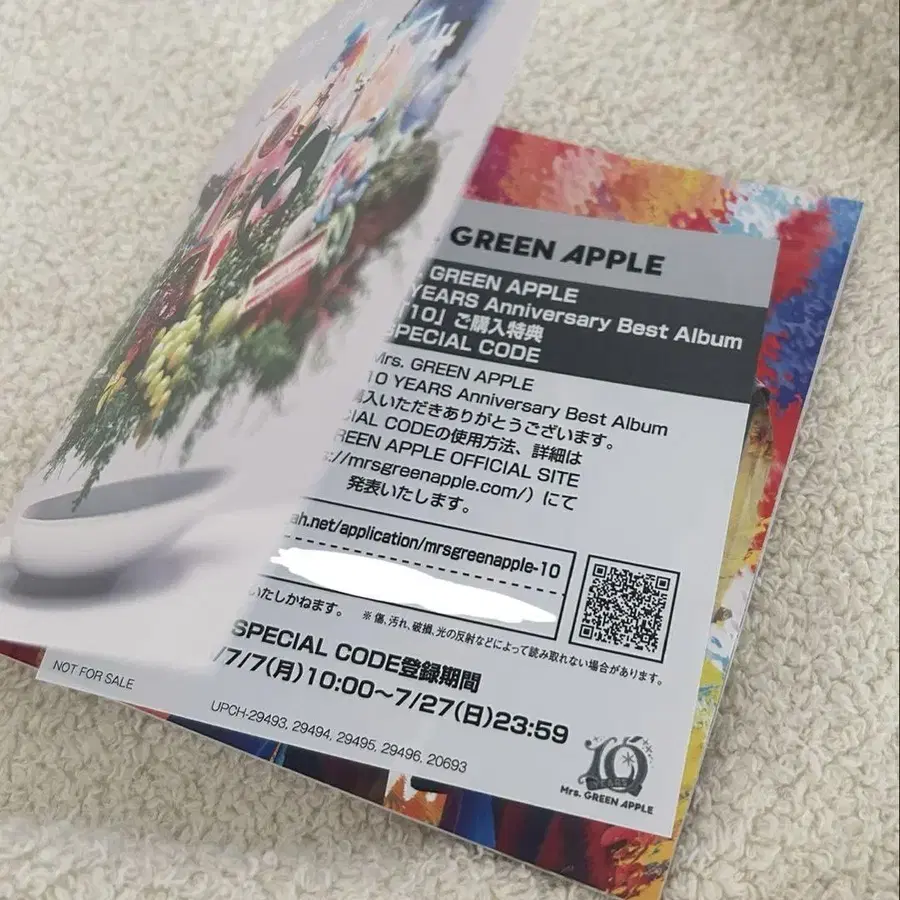 GREEN APPLE
. GREEN APPLE
YEARS Anniversary Best Album
「10」ご購入特典
SPECIAL CODE
Mrs. GREEN APPLE
10 YEARS Anniversary Best Album
購入いただきありがとうございます。
CIAL CODEの使用方法、詳細は
GREEN APPLE OFFICIAL SITE
s://mrsgreenapple.com/）にて
発表いたします。
ah.net/application/mrsgreenapple-10
いたしかねます。
※傷、汚れ、破損、光の反射などによって読み取れない場合があります。
SPECIAL CODE登録期間
/7/7(月)10:00〜7/27(日)23:59
NOT FOR SALE
UPCH-29493, 29494, 29495, 29496, 20693
10
YEARS
Mrs. GREEN APPLE